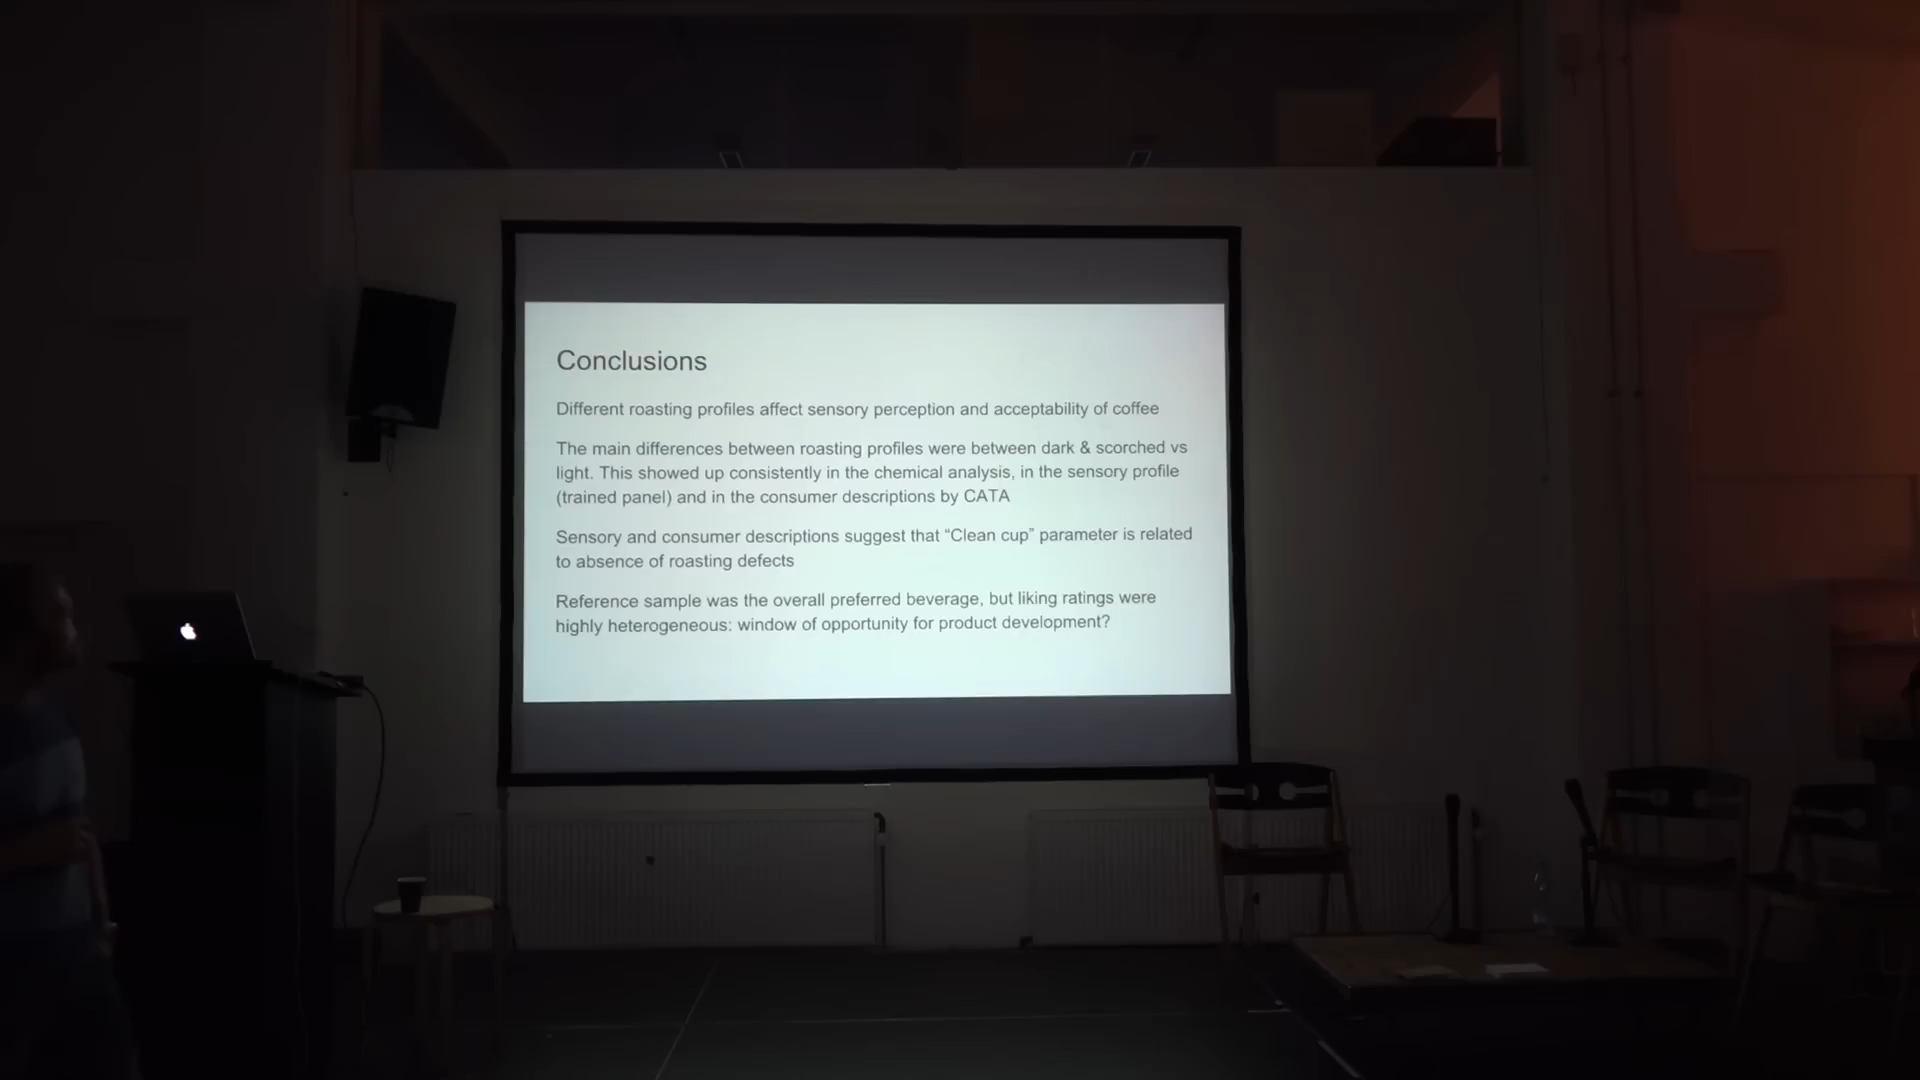 Conclusions
Different roasting profiles affect sensory perception and acceptability of coffee
The main differences between roasting profiles were between dark & scorched vs
light. This showed up consistently in the chemical analysis, in the sensory profile
(trained panel) and in the consumer descriptions by CATA
Sensory and consumer descriptions suggest that “Clean cup” parameter is related
to absence of roasting defects
Reference sample was the overall preferred beverage, but liking ratings were
highly heterogeneous: window of opportunity for product development?